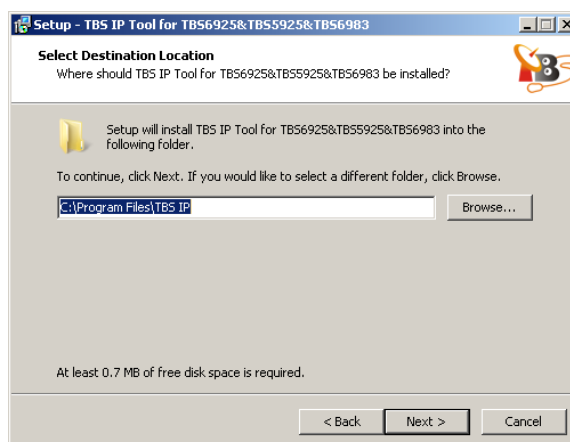 Setup - TBS IP Tool for TBS6925&TBS5925&TBS6983
Select Destination Location
Where should TBS IP Tool for TBS6925&TBS5925&TBS6983 be installed?
Setup will install TBS IP Tool for TBS6925&TBS5925&TBS6983 into the
following folder.
To continue, click Next. If you would like to select a different folder, click Browse.
C:\Program Files\TBS IP
Browse...
At least 0.7 MB of free disk space is required.
< Back
Next >
Cancel